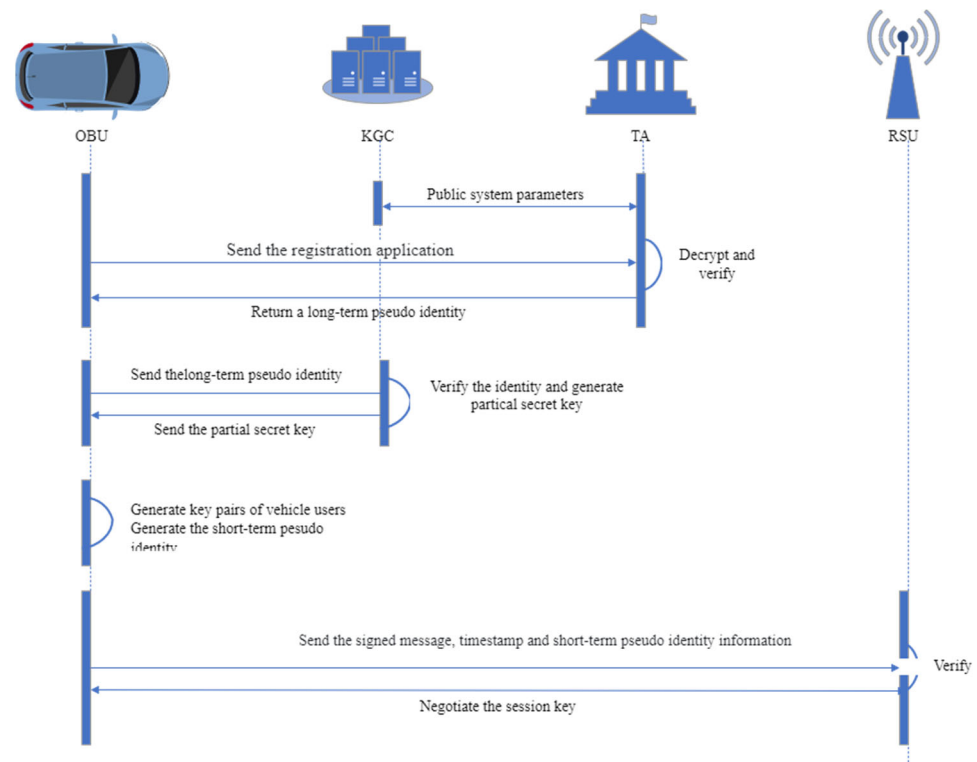 OBU
KGC
TA
RSU
Public system parameters
Send the registration application
Decrypt and
verify
Return a long-term pseudo identity
Send thelong-term pseudo identity
Verify the identity and generate
partical secret key
Send the partial secret key
Generate key pairs of vehicle users
Generate the short-term pesudo
identity
Send the signed message, timestamp and short-term pseudo identity information
Verify
Negotiate the session key